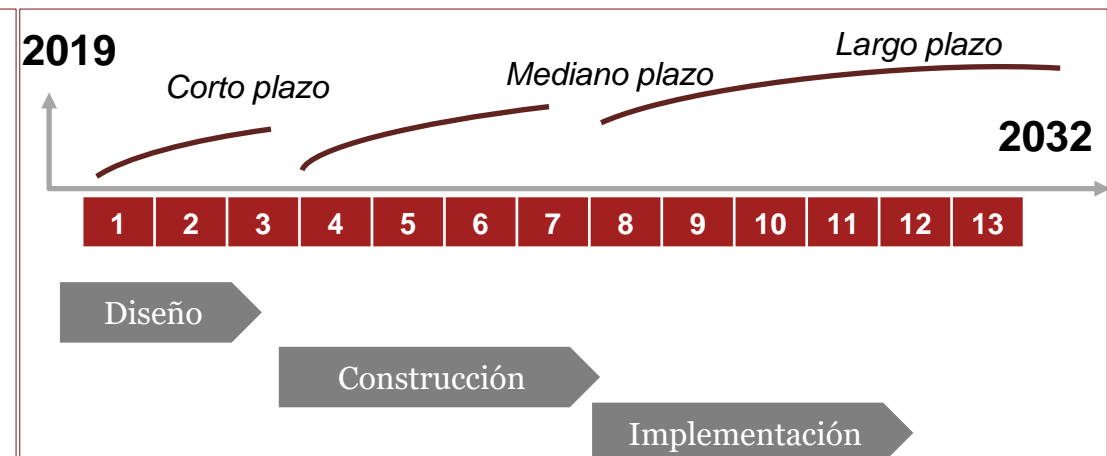 2019
Corto plazo
Mediano plazo
Largo plazo
2032
1 2 3 4 5 6 7 8 9 10 11 12 13
Diseño
Construcción
Implementación